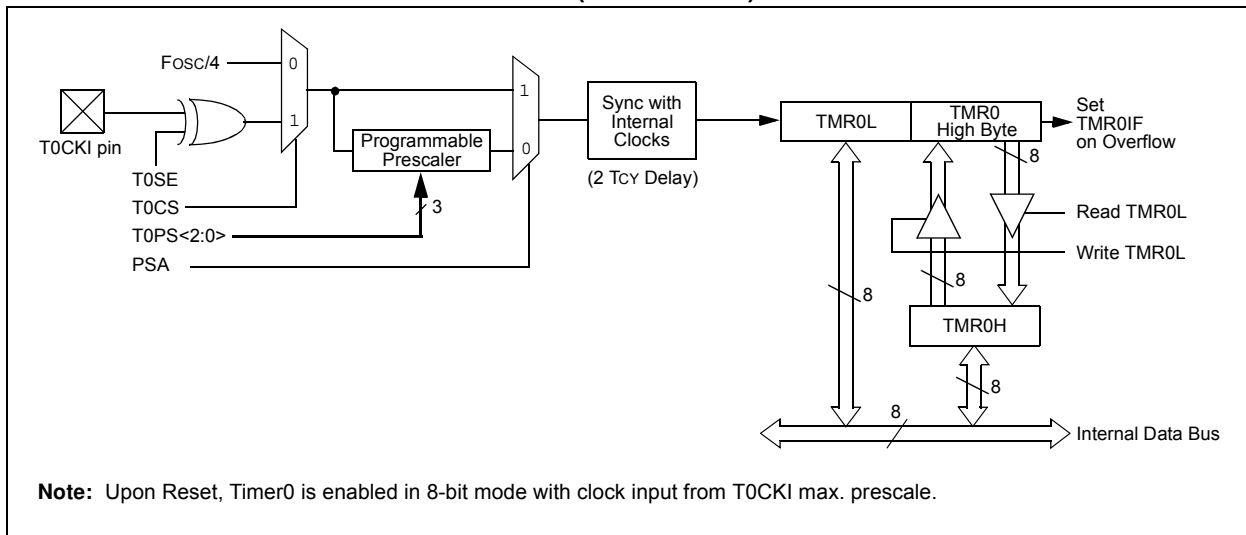 Fosc/4
0
1
T0CKI pin
T0SE
T0CS
T0PS<2:0>
PSA
Programmable
Prescaler
3
1
0
Sync with
Internal
Clocks
(2 TCY Delay)
TMR0L
TMR0
High Byte
Set
TMR0IF
on Overflow
8
Read TMR0L
Write TMR0L
8
8
TMR0H
8
8
Internal Data Bus
Note: Upon Reset, Timer0 is enabled in 8-bit mode with clock input from T0CKI max. prescale.